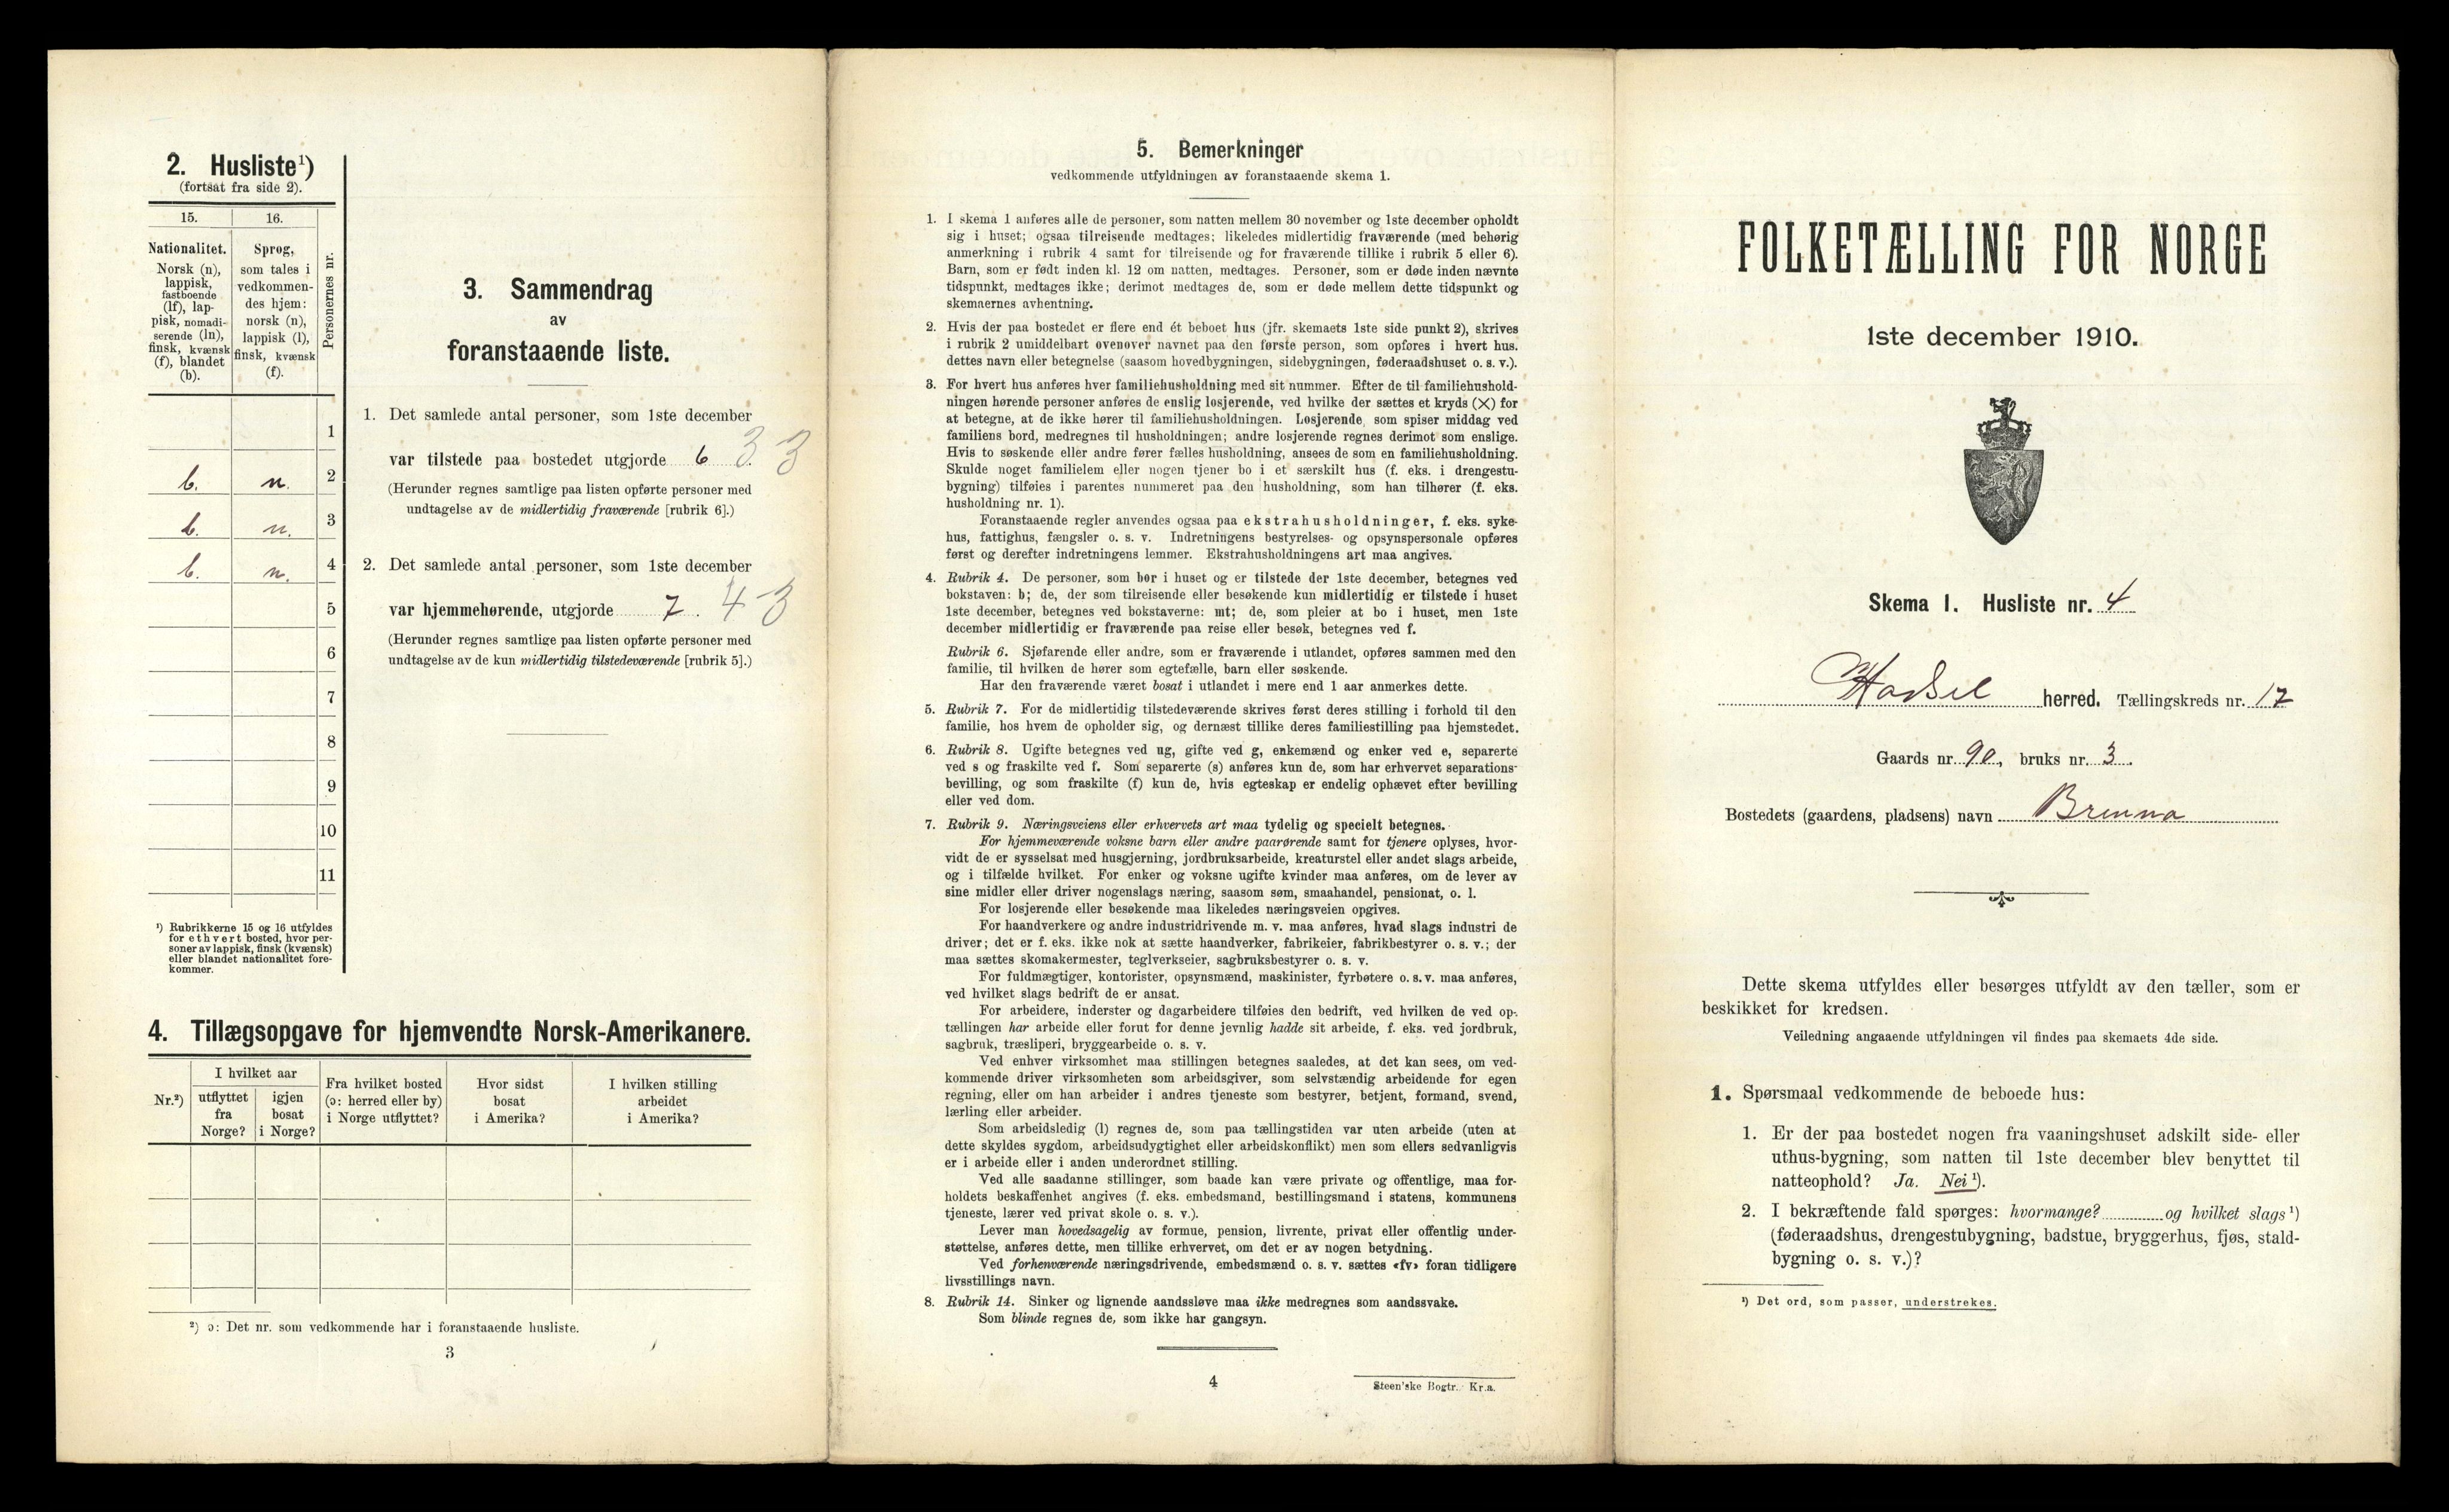 2. Husliste¹)
(fortsat fra side 2).
15.
16.
Personernes nr.
Nationalitet.
Norsk (n),
lappisk,
fastboende
(lf), lap-
pisk, nomadi-
serende (ln),
finsk, kvænsk
(f), blandet
(b).
Sprog,
som tales i
vedkommen-
des hjem:
norsk (n),
lappisk (l),
finsk, kvænsk
(f).
1
b. n. 2
b. n. 3
b. n. 4
5
6
7
8
9
10
11
¹) Rubrikkerne 15 og 16 utfyldes
for ethvert bosted, hvor per-
soner av lappisk, finsk (kvænsk)
eller blandet nationalitet fore-
kommer.
3. Sammendrag
av
foranstaaende liste.
1. Det samlede antal personer, som 1ste december
var tilstede paa bostedet utgjorde 6 3 3
(Herunder regnes samtlige paa listen opførte personer med
undtagelse av de midlertidig fraværende [rubrik 6].)
2. Det samlede antal personer, som 1ste december
var hjemmehørende, utgjorde 7. 4 3
(Herunder regnes samtlige paa listen opførte personer med
undtagelse av de kun midlertidig tilstedeværende [rubrik 5].)
4. Tillægsopgave for hjemvendte Norsk-Amerikanere.
Nr.²)
I hvilket aar
utflyttet
fra
Norge?
igjen
bosat
i Norge?
Fra hvilket bosted
(ɔ: herred eller by)
i Norge utflyttet?
Hvor sidst
bosat
i Amerika?
I hvilken stilling
arbeidet
i Amerika?
²) ɔ: Det nr. som vedkommende har i foranstaaende husliste.
3
5. Bemerkninger
vedkommende utfyldningen av foranstaaende skema 1.
1. I skema 1 anføres alle de personer, som natten mellem 30 november og 1ste december opholdt
sig i huset; ogsaa tilreisende medtages; likeledes midlertidig fraværende (med behørig
anmerkning i rubrik 4 samt for tilreisende og for fraværende tillike i rubrik 5 eller 6).
Barn, som er født inden kl. 12 om natten, medtages. Personer, som er døde inden nævnte
tidspunkt, medtages ikke; derimot medtages de, som er døde mellem dette tidspunkt og
skemaernes avhentning.
2. Hvis der paa bostedet er flere end ét beboet hus (jfr. skemaets 1ste side punkt 2), skrives
i rubrik 2 umiddelbart ovenover navnet paa den første person, som opføres i hvert hus.
dettes navn eller betegnelse (saasom hovedbygningen, sidebygningen, føderaadshuset o. s. v.).
3. For hvert hus anføres hver familiehusholdning med sit nummer. Efter de til familiehushold-
ningen hørende personer anføres de enslig losjerende, ved hvilke der sættes et kryds (×) for
at betegne, at de ikke hører til familiehusholdningen. Losjerende, som spiser middag ved
familiens bord, medregnes til husholdningen; andre losjerende regnes derimot som enslige.
Hvis to søskende eller andre fører fælles husholdning, ansees de som en familiehusholdning.
Skulde noget familielem eller nogen tjener bo i et særskilt hus (f. eks. i drengestu-
bygning) tilføies i parentes nummeret paa den husholdning, som han tilhører (f. eks.
husholdning nr. 1).
Foranstaaende regler anvendes ogsaa paa ekstrahusholdninger, f. eks. syke-
hus, fattighus, fængsler o. s. v. Indretningens bestyrelses- og opsynspersonale opføres
først og derefter indretningens lemmer. Ekstrahusholdningens art maa angives.
4. Rubrik 4. De personer, som bor i huset og er tilstede der 1ste december, betegnes ved
bokstaven: b; de, der som tilreisende eller besøkende kun midlertidig er tilstede i huset
1ste december, betegnes ved bokstaverne: mt; de, som pleier at bo i huset, men 1ste
december midlertidig er fraværende paa reise eller besøk, betegnes ved f.
Rubrik 6. Sjøfarende eller andre, som er fraværende i utlandet, opføres sammen med den
familie, til hvilken de hører som egtefælle, barn eller søskende.
Har den fraværende været bosat i utlandet i mere end 1 aar anmerkes dette.
5. Rubrik 7. For de midlertidig tilstedeværende skrives først deres stilling i forhold til den
familie, hos hvem de opholder sig, og dernæst tillike deres familiestilling paa hjemstedet.
6. Rubrik 8. Ugifte betegnes ved ug, gifte ved g, enkemænd og enker ved e, separerte
ved s og fraskilte ved f. Som separerte (s) anføres kun de, som har erhvervet separations-
bevilling, og som fraskilte (f) kun de, hvis egteskap er endelig ophævet efter bevilling
eller ved dom.
7. Rubrik 9. Næringsveiens eller erhvervets art maa tydelig og specielt betegnes.
For hjemmeværende voksne barn eller andre paarørende samt for tjenere oplyses, hvor-
vidt de er sysselsat med husgjerning, jordbruksarbeide, kreaturstel eller andet slags arbeide,
og i tilfælde hvilket. For enker og voksne ugifte kvinder maa anføres, om de lever av
sine midler eller driver nogenslags næring, saasom søm, smaahandel, pensionat, o. l.
For losjerende eller besøkende maa likeledes næringsveien opgives.
For haandverkere og andre industridrivende m. v. maa anføres, hvad slags industri de
driver; det er f. eks. ikke nok at sætte haandverker, fabrikeier, fabrikbestyrer o. s. v.; der
maa sættes skomakermester, teglverkseier, sagbruksbestyrer o. s. v.
For fuldmægtiger, kontorister, opsynsmænd, maskinister, fyrbøtere o. s. v. maa anføres,
ved hvilket slags bedrift de er ansat.
For arbeidere, inderster og dagarbeidere tilføies den bedrift, ved hvilken de ved op-
tællingen har arbeide eller forut for denne jevnlig hadde sit arbeide, f. eks. ved jordbruk,
sagbruk, træsliperi, bryggearbeide o. s. v.
Ved enhver virksomhet maa stillingen betegnes saaledes, at det kan sees, om ved-
kommende driver virksomheten som arbeidsgiver, som selvstændig arbeidende for egen
regning, eller om han arbeider i andres tjeneste som bestyrer, betjent, formand, svend,
lærling eller arbeider.
Som arbeidsledig (l) regnes de, som paa tællingstiden var uten arbeide (uten at
dette skyldes sygdom, arbeidsudygtighet eller arbeidskonflikt) men som ellers sedvanligvis
er i arbeide eller i anden underordnet stilling.
Ved alle saadanne stillinger, som baade kan være private og offentlige, maa for-
holdets beskaffenhet angives (f. eks. embedsmand, bestillingsmand i statens, kommunens
tjeneste, lærer ved privat skole o. s. v.).
Lever man hovedsagelig av formue, pension, livrente, privat eller offentlig under-
støttelse, anføres dette, men tillike erhvervet, om det er av nogen betydning.
Ved forhenværende næringsdrivende, embedsmænd o. s. v. sættes «fv» foran tidligere
livsstillings navn.
8. Rubrik 14. Sinker og lignende aandssløve maa ikke medregnes som aandssvake.
Som blinde regnes de, som ikke har gangsyn.
4
Steen'ske Bogtr. Kr.a.
FOLKETÆLLING FOR NORGE
1ste december 1910.
Skema 1. Husliste nr. 4
Hadsel herred. Tællingskreds nr. 17
Gaards nr. 90, bruks nr. 3.
Bostedets (gaardens, pladsens) navn Brenna
Dette skema utfyldes eller besørges utfyldt av den tæller, som er
beskikket for kredsen.
Veiledning angaaende utfyldningen vil findes paa skemaets 4de side.
1. Spørsmaal vedkommende de beboede hus:
1. Er der paa bostedet nogen fra vaaningshuset adskilt side- eller
uthus-bygning, som natten til 1ste december blev benyttet til
natteophold? Ja. Nei¹).
2. I bekræftende fald spørges: hvormange? og hvilket slags¹)
(føderaadshus, drengestubygning, badstue, bryggerhus, fjøs, stald-
bygning o. s. v.)?
¹) Det ord, som passer, understrekes.